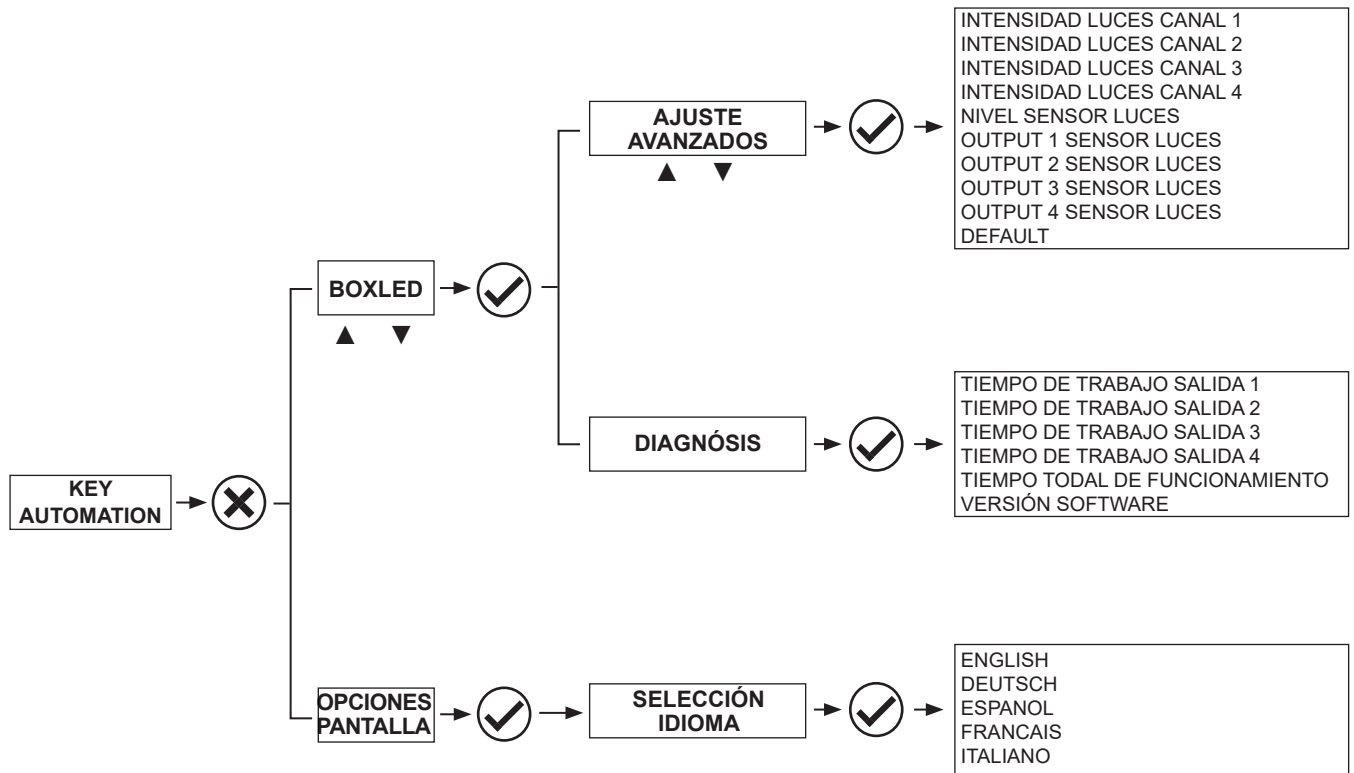 INTENSIDAD LUCES CANAL 1
INTENSIDAD LUCES CANAL 2
INTENSIDAD LUCES CANAL 3
INTENSIDAD LUCES CANAL 4
NIVEL SENSOR LUCES
OUTPUT 1 SENSOR LUCES
OUTPUT 2 SENSOR LUCES
OUTPUT 3 SENSOR LUCES
OUTPUT 4 SENSOR LUCES
DEFAULT
AJUSTE
AVANZADOS
BOXLED
DIAGNÓSIS
TIEMPO DE TRABAJO SALIDA 1
TIEMPO DE TRABAJO SALIDA 2
TIEMPO DE TRABAJO SALIDA 3
TIEMPO DE TRABAJO SALIDA 4
TIEMPO TODAL DE FUNCIONAMIENTO
VERSIÓN SOFTWARE
KEY
AUTOMATION
OPCIONES
PANTALLA
SELECCIÓN
IDIOMA
ENGLISH
DEUTSCH
ESPANOL
FRANCAIS
ITALIANO